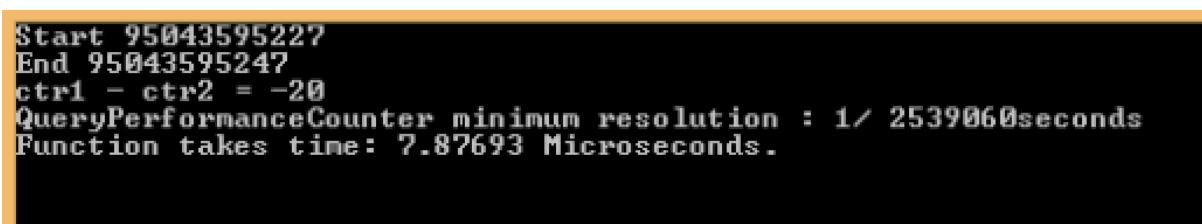 Start 95043595227
End 95043595247
ctr1 - ctr2 = -20
QueryPerformanceCounter minimum resolution : 1/ 2539060seconds
Function takes time: 7.87693 Microseconds.